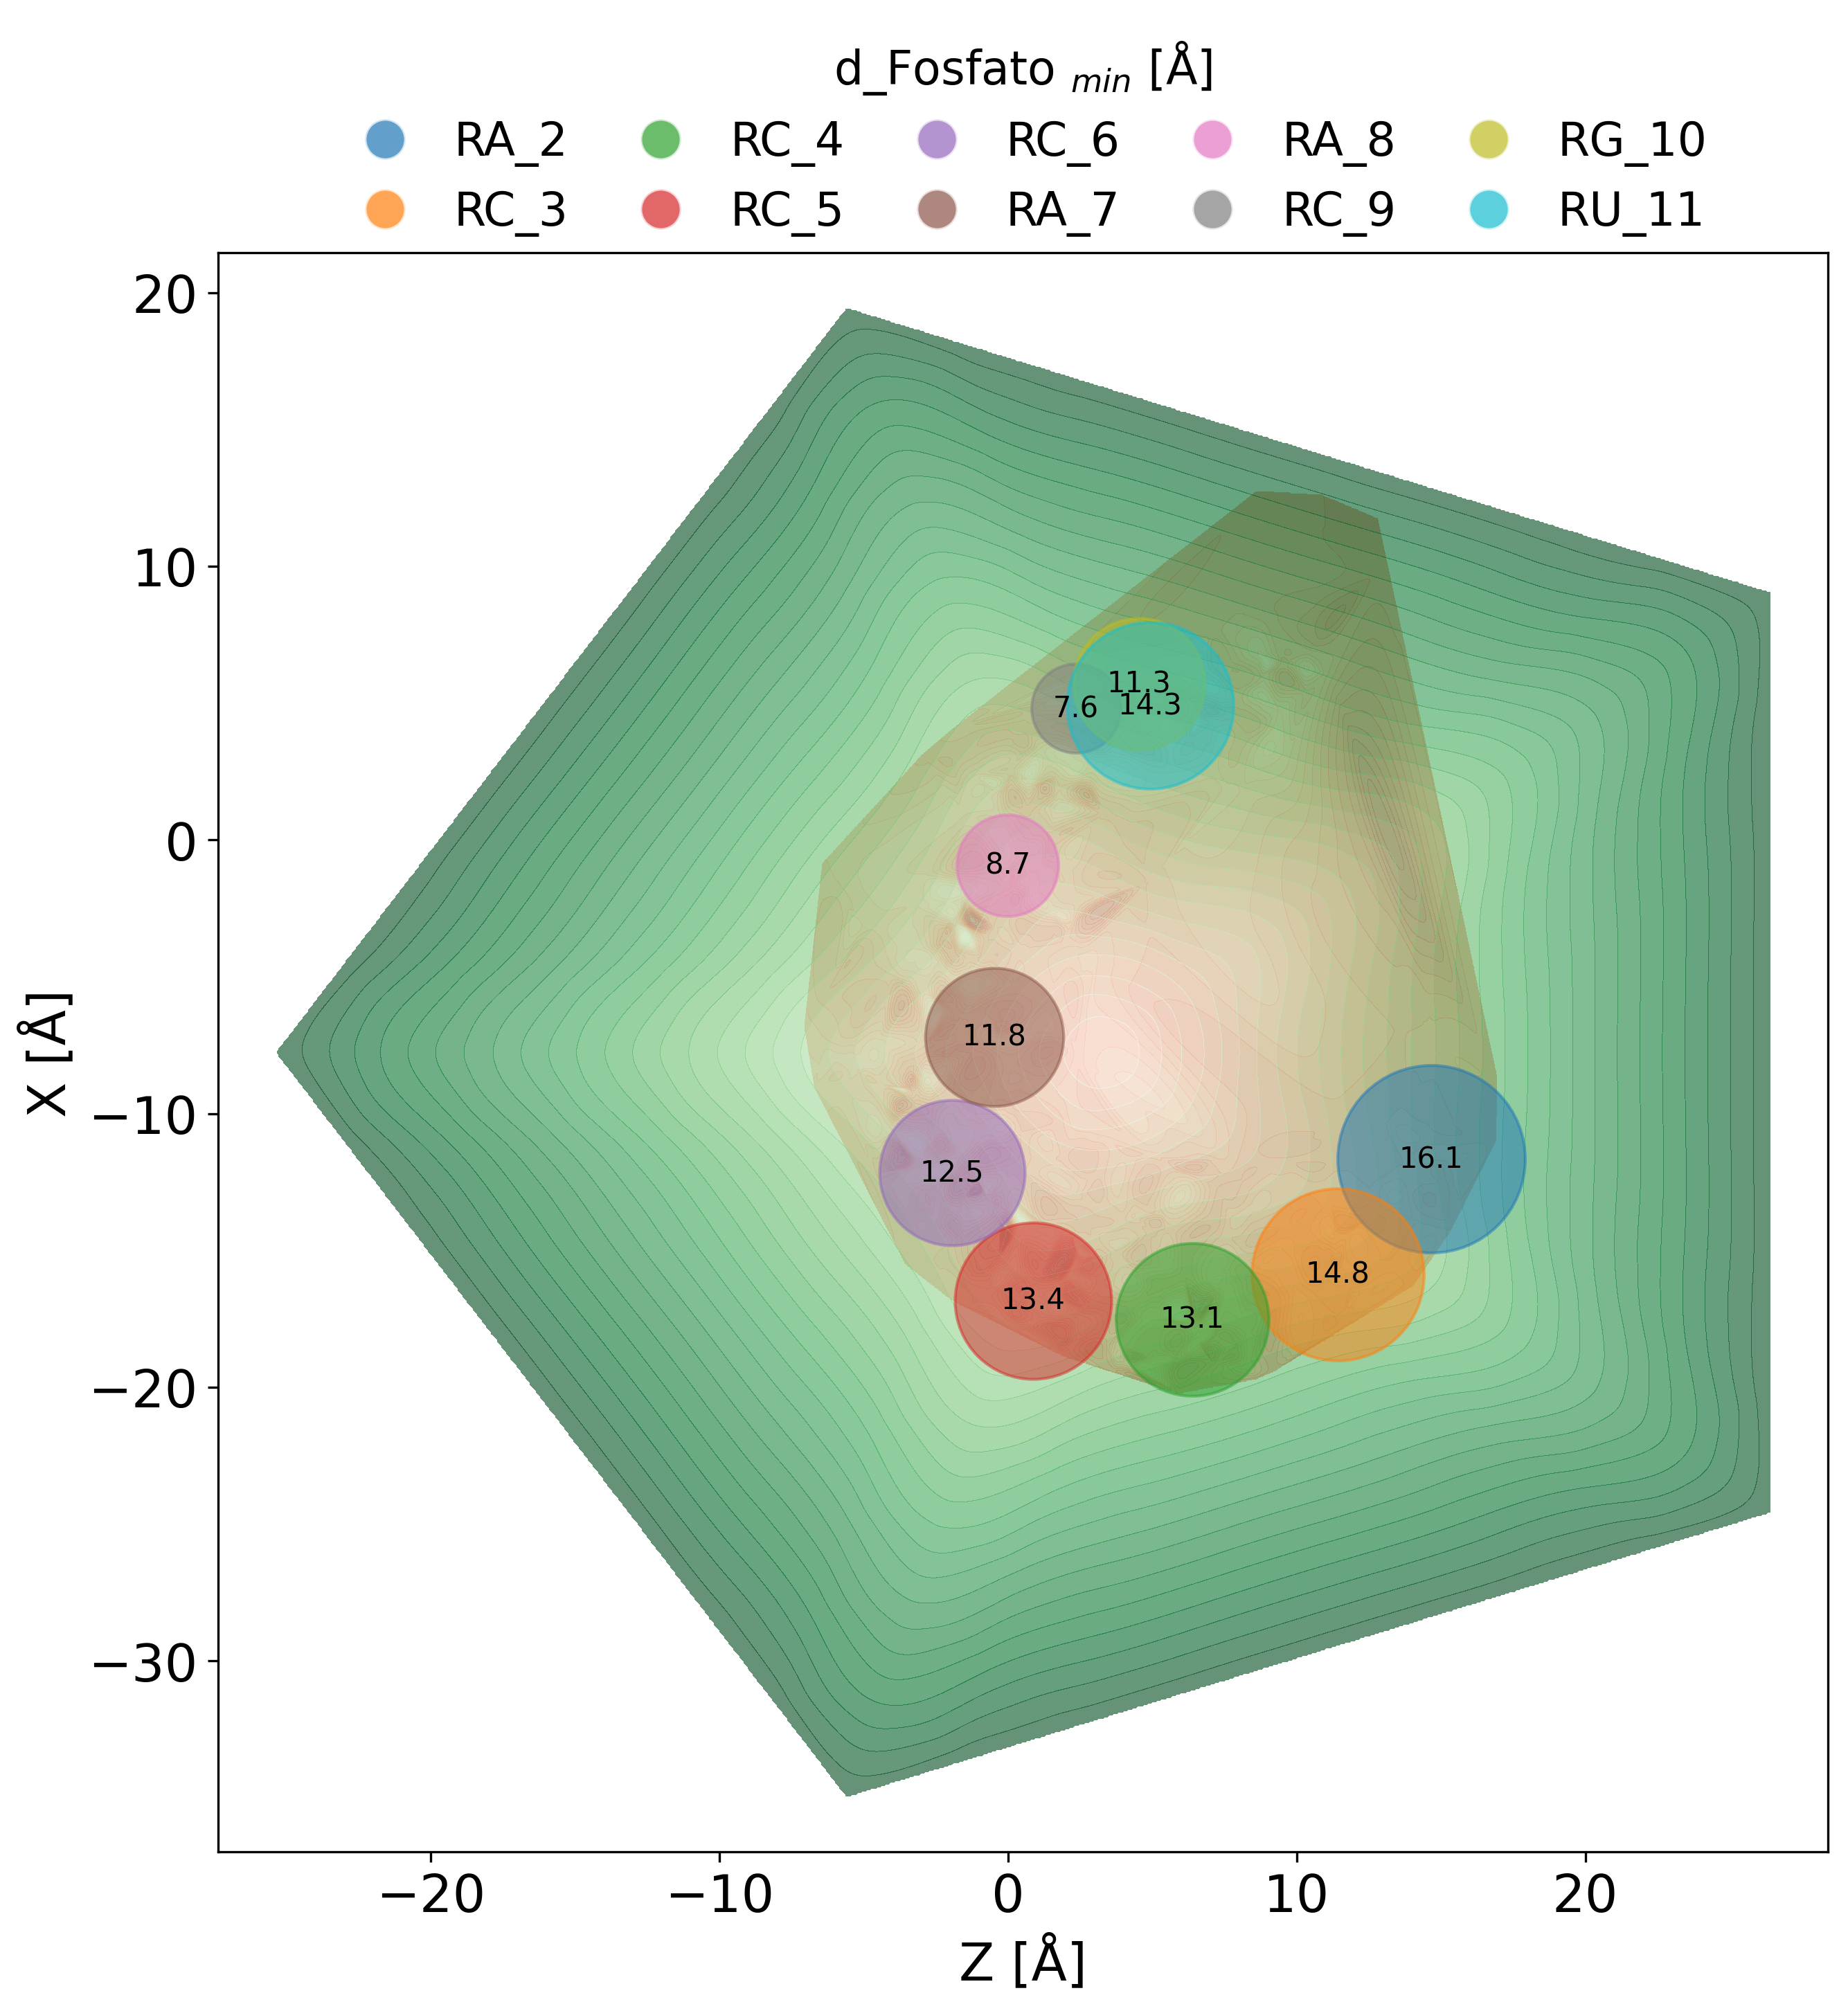 d_Fosfato min [Å]
RA_2 RC_4 RC_6 RA_8 RG_10
RC_3 RC_5 RA_7 RC_9 RU_11
20
10
0
−10
−20
−30
X [Å]
11.3
7.6 14.3
8.7
11.8
16.1
12.5
14.8
13.4 13.1
−20 −10 0 10 20
Z [Å]